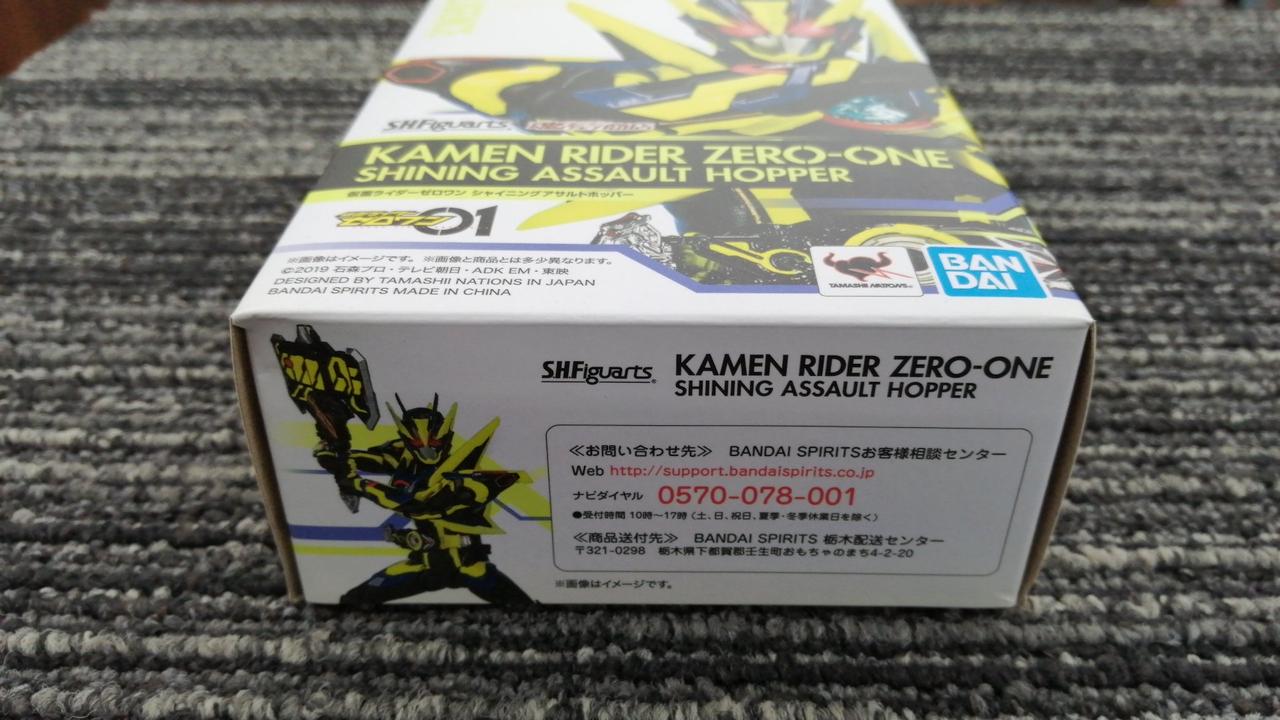 S.H.Figuarts
KAMEN RIDER ZERO-ONE
SHINING ASSAULT HOPPER
仮面ライダーゼロワン シャイニングアサルトホッパー
ゼロワン 01
※画像はイメージです。 ※画像と商品とは多少異なります。
©2019 石森プロ・テレビ朝日・ADK EM・東映
DESIGNED BY TAMASHII NATIONS IN JAPAN
BANDAI SPIRITS MADE IN CHINA
TAMASHII NATIONS
BAN
DAI
S.H.Figuarts
KAMEN RIDER ZERO-ONE
SHINING ASSAULT HOPPER
≪お問い合わせ先≫ BANDAI SPIRITSお客様相談センター
Web http://support.bandaispirits.co.jp
ナビダイヤル 0570-078-001
●受付時間 10時〜17時(土、日、祝日、夏季・冬季休業日を除く)
≪商品送付先≫ BANDAI SPIRITS 栃木配送センター
〒321-0298 栃木県下都賀郡壬生町おもちゃのまち4-2-20
※画像はイメージです。